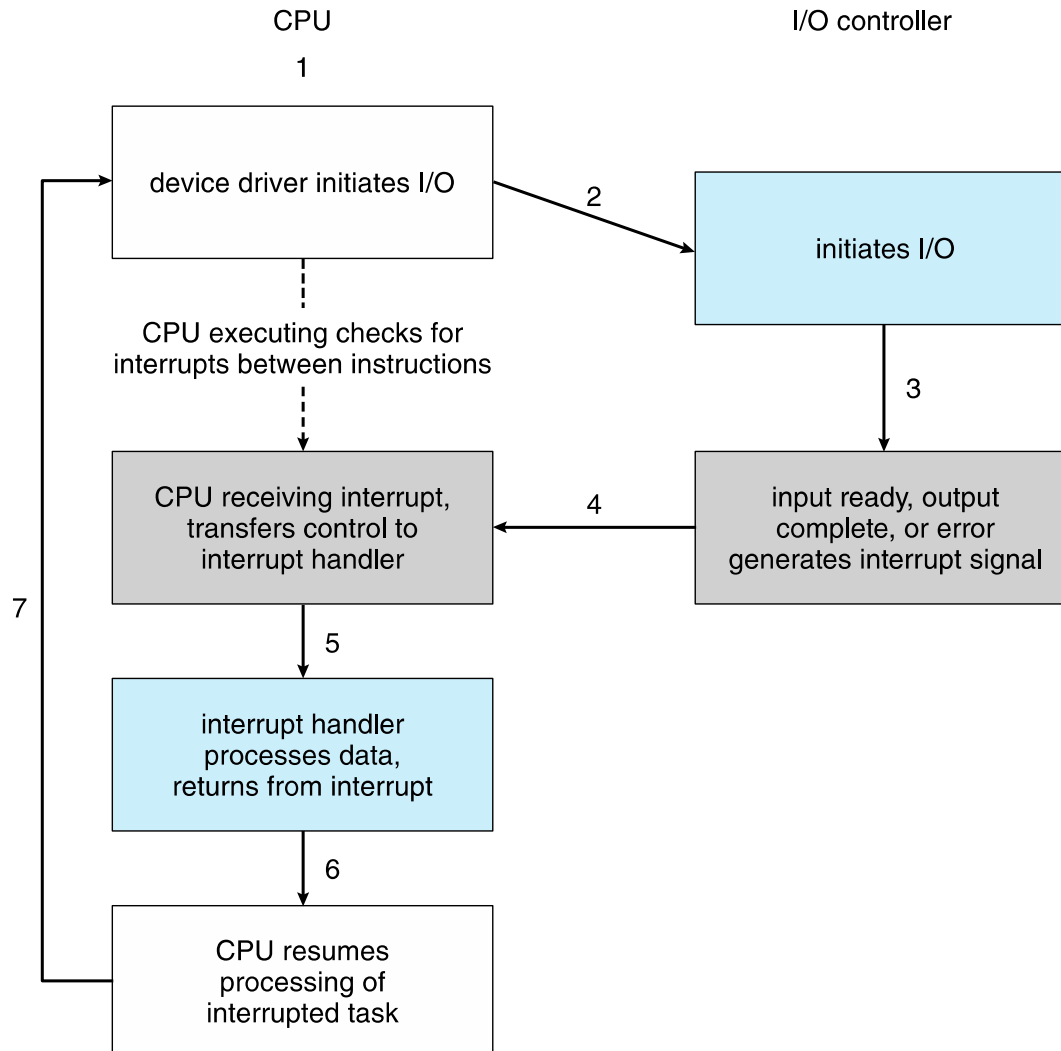 CPU
I/O controller
1
device driver initiates I/O
2
initiates I/O
CPU executing checks for
interrupts between instructions
3
CPU receiving interrupt,
transfers control to
interrupt handler
4
input ready, output
complete, or error
generates interrupt signal
7
5
interrupt handler
processes data,
returns from interrupt
6
CPU resumes
processing of
interrupted task